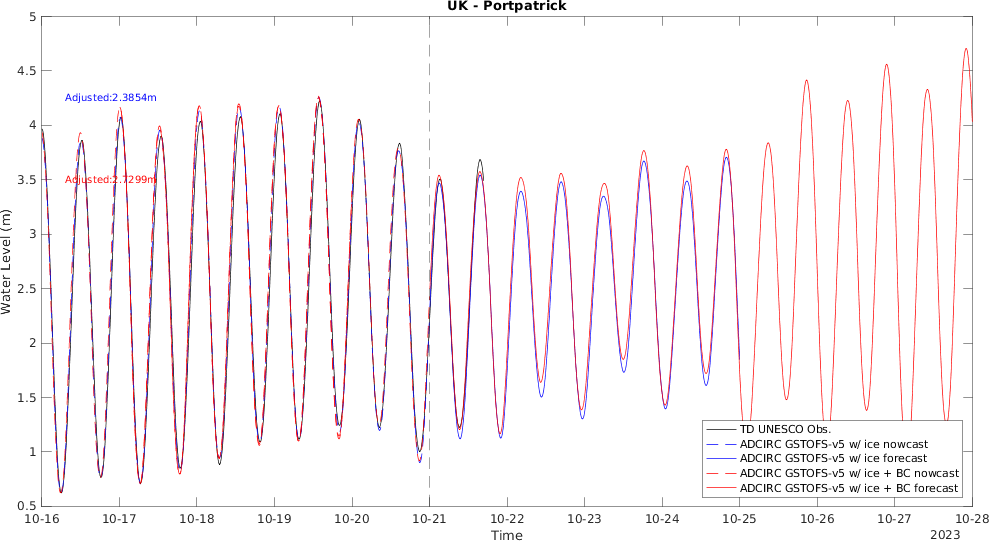 UK - Portpatrick
5
4.5
4
3.5
3
2.5
2
1.5
1
0.5
Water Level (m)
Adjusted:2.3854m
Adjusted:2.7299m
TD UNESCO Obs.
ADCIRC GSTOFS-v5 w/ ice nowcast
ADCIRC GSTOFS-v5 w/ ice forecast
ADCIRC GSTOFS-v5 w/ ice + BC nowcast
ADCIRC GSTOFS-v5 w/ ice + BC forecast
10-16 10-17 10-18 10-19 10-20 10-21 10-22 10-23 10-24 10-25 10-26 10-27 10-28
Time
2023